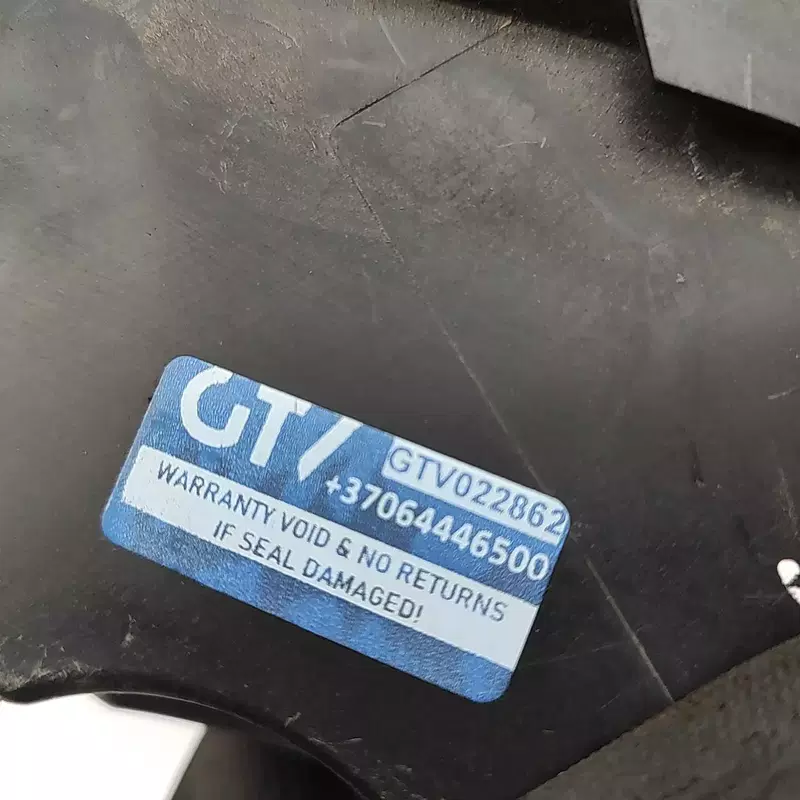 GTV
GTV022862
+37064446500
WARRANTY VOID & NO RETURNS
IF SEAL DAMAGED!